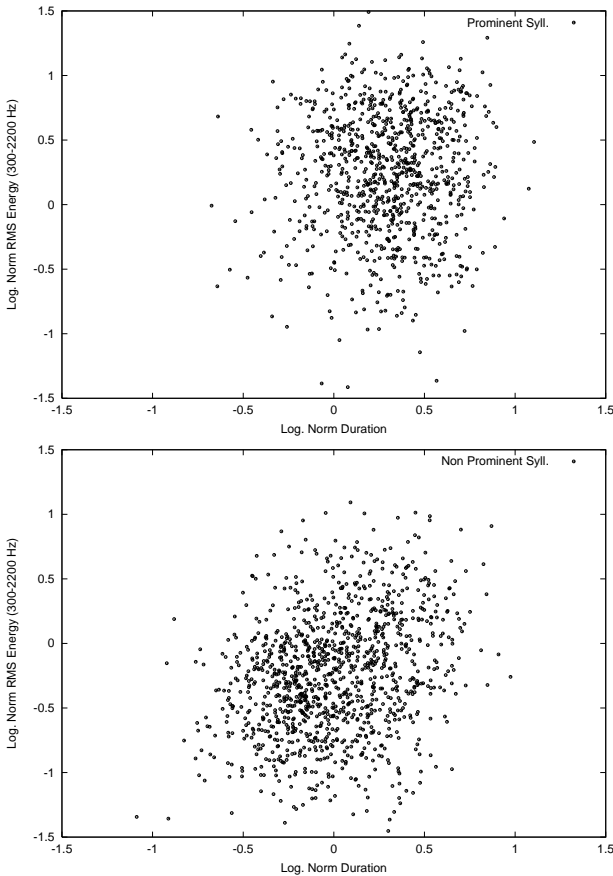 1.5
Prominent Syll.
1
0.5
0
-0.5
-1
-1.5
Log. Norm RMS Energy (300-2200 Hz)
-1.5 -1 -0.5 0 0.5 1 1.5
Log. Norm Duration
1.5
Non Prominent Syll.
1
0.5
0
-0.5
-1
-1.5
Log. Norm RMS Energy (300-2200 Hz)
-1.5 -1 -0.5 0 0.5 1 1.5
Log. Norm Duration